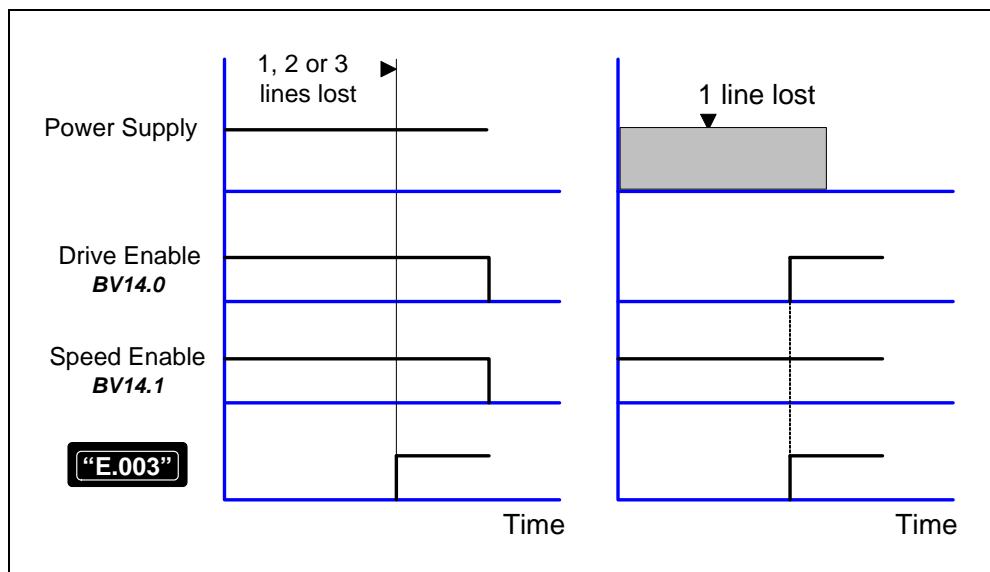 1, 2 or 3
lines lost
1 line lost
Power Supply
Drive Enable
BV14.0
Speed Enable
BV14.1
“E.003”
Time
Time